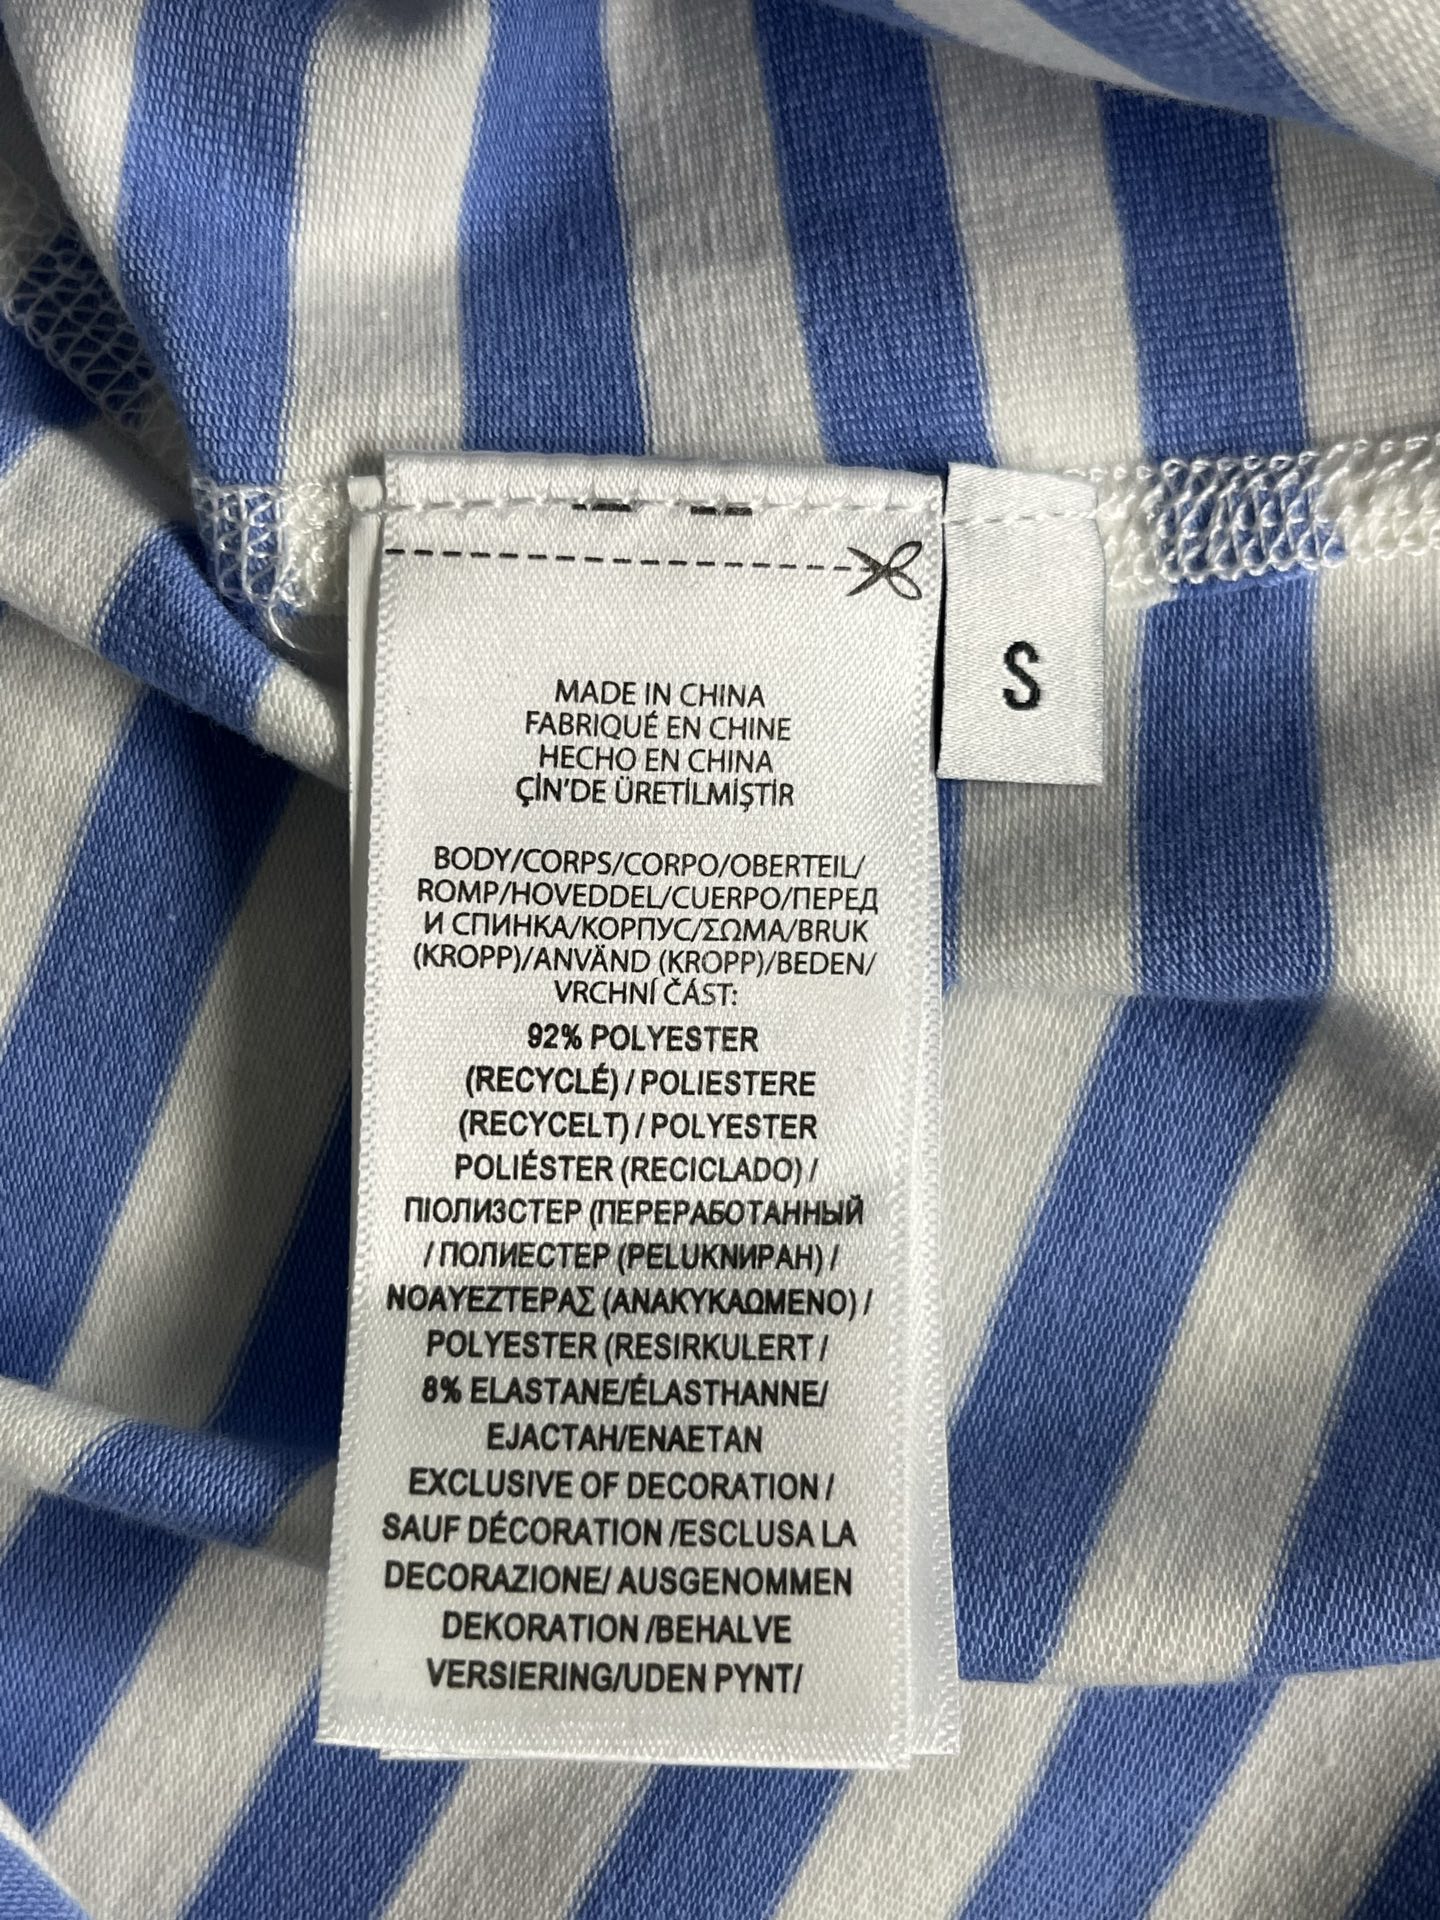 S
MADE IN CHINA
FABRIQUÉ EN CHINE
HECHO EN CHINA
ÇİN'DE ÜRETİLMİŞTİR
BODY/CORPS/CORPO/OBERTEIL/
ROMP/HOVEDDEL/CUERPO/ПЕРЕД
И СПИНКА/КОРПУС/ΣΩΜΑ/BRUK
(KROPP)/ANVÄND (KROPP)/BEDEN/
VRCHNÍ ČÁST:
92% POLYESTER
(RECYCLÉ) / POLIESTERE
(RECYCELT) / POLYESTER
POLIÉSTER (RECICLADO) /
ПІОЛИЗСТЕР (ПЕРЕРАБОТАННЫЙ
/ ПОЛИЕСТЕР (РЕLUКNИРАН) /
NOAYEZTEPAΣ (ANAKYKAΩMENO) /
POLYESTER (RESIRKULERT /
8% ELASTANE/ÉLASTHANNE/
EJACTAH/ENAETAN
EXCLUSIVE OF DECORATION /
SAUF DÉCORATION /ESCLUSA LA
DECORAZIONE/ AUSGENOMMEN
DEKORATION /BEHALVE
VERSIERING/UDEN PYNT/